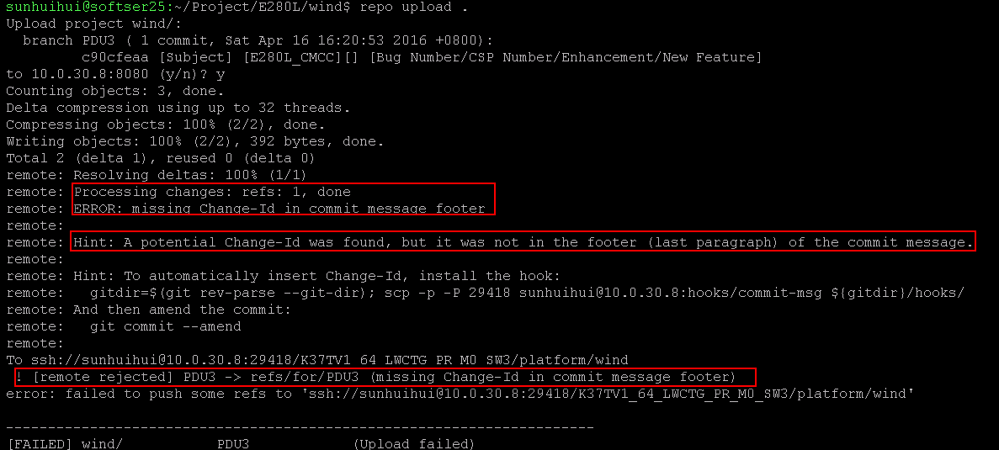 sunhuihui@softser25:~/Project/E280L/wind$ repo upload .
Upload project wind/:
  branch PDU3 ( 1 commit, Sat Apr 16 16:20:53 2016 +0800):
         c90cfeaa [Subject] [E280L_CMCC][] [Bug Number/CSP Number/Enhancement/New Feature]
to 10.0.30.8:8080 (y/n)? y
Counting objects: 3, done.
Delta compression using up to 32 threads.
Compressing objects: 100% (2/2), done.
Writing objects: 100% (2/2), 392 bytes, done.
Total 2 (delta 1), reused 0 (delta 0)
remote: Resolving deltas: 100% (1/1)
remote: Processing changes: refs: 1, done
remote: ERROR: missing Change-Id in commit message footer
remote:
remote: Hint: A potential Change-Id was found, but it was not in the footer (last paragraph) of the commit message.
remote:
remote: Hint: To automatically insert Change-Id, install the hook:
remote:   gitdir=$(git rev-parse --git-dir); scp -p -P 29418 sunhuihui@10.0.30.8:hooks/commit-msg ${gitdir}/hooks/
remote: And then amend the commit:
remote:   git commit --amend
remote:
To ssh://sunhuihui@10.0.30.8:29418/K37TV1_64_LWCTG_PR_M0_SW3/platform/wind
 ! [remote rejected] PDU3 -> refs/for/PDU3 (missing Change-Id in commit message footer)
error: failed to push some refs to 'ssh://sunhuihui@10.0.30.8:29418/K37TV1_64_LWCTG_PR_M0_SW3/platform/wind'
----------------------------------------------------------------------
[FAILED] wind/           PDU3            (Upload failed)